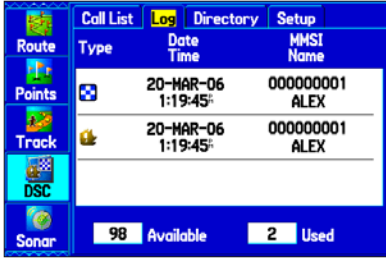 Call List Log Directory Setup
Route
Points
Track
DSC
Sonar
Type Date Time MMSI Name
20-MAR-06 000000001
1:19:45 ALEX
20-MAR-06 000000001
1:19:45 ALEX
98 Available 2 Used